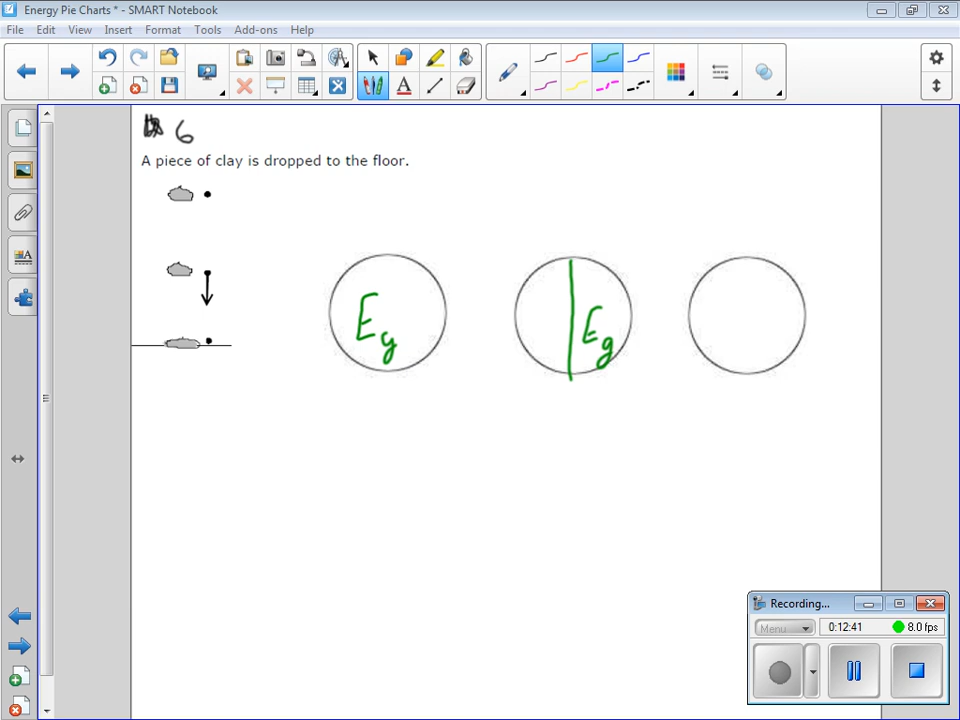 Energy Pie Charts * - SMART Notebook
File Edit View Insert Format Tools Add-ons Help
6
A piece of clay is dropped to the floor.
Eg
Eg
Recording...
Menu
0:12:41
8.0 fps